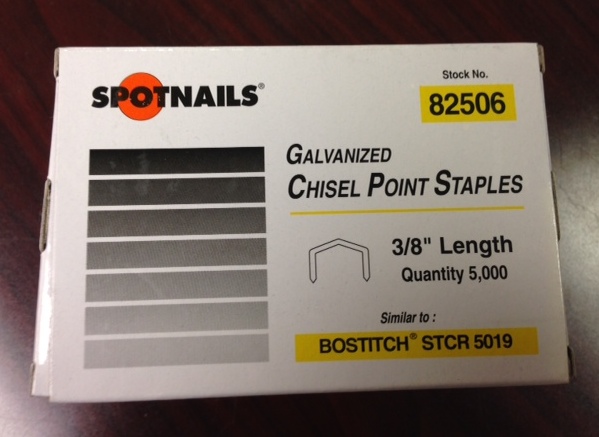 SPOTNAILS®
Stock No.
82506
GALVANIZED
CHISEL POINT STAPLES
3/8" Length
Quantity 5,000
Similar to :
BOSTITCH® STCR 5019